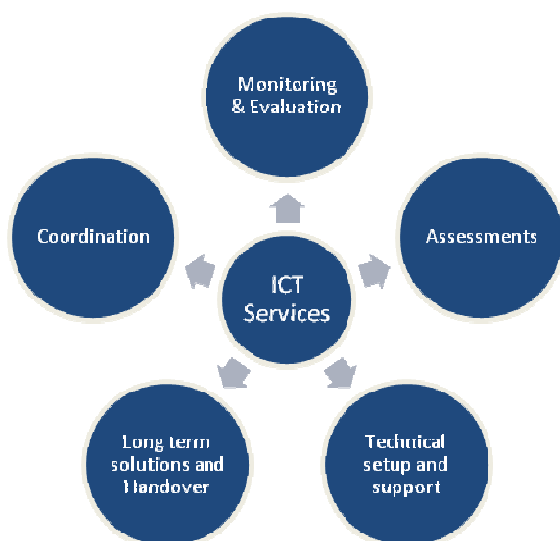 Monitoring
& Evaluation
Coordination
Assessments
ICT
Services
Long term
solutions and
Handover
Technical
setup and
support